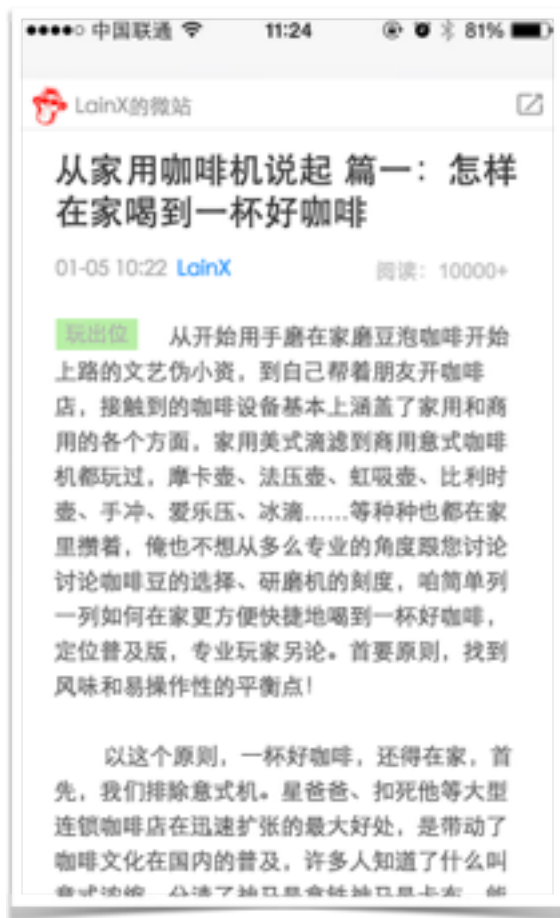 中国联通 11:24 81%
LainX的微站
从家用咖啡机说起 篇一：怎样
在家喝到一杯好咖啡
01-05 10:22 LainX 阅读：10000+
玩出位 从开始用手磨在家磨豆泡咖啡开始
上路的文艺伪小资，到自己帮着朋友开咖啡
店，接触到的咖啡设备基本上涵盖了家用和商
用的各个方面，家用美式滴滤到商用意式咖啡
机都玩过，摩卡壶、法压壶、虹吸壶、比利时
壶、手冲、爱乐压、冰滴......等种种也都在家
里攒着，俺也不想从多么专业的角度跟您讨论
讨论咖啡豆的选择、研磨机的刻度，咱简单列
一列如何在家更方便快捷地喝到一杯好咖啡，
定位普及版，专业玩家另论。首要原则，找到
风味和易操作性的平衡点！
以这个原则，一杯好咖啡，还得在家，首
先，我们排除意式机。星爸爸、扣死他等大型
连锁咖啡店在迅速扩张的最大好处，是带动了
咖啡文化在国内的普及，许多人知道了什么叫